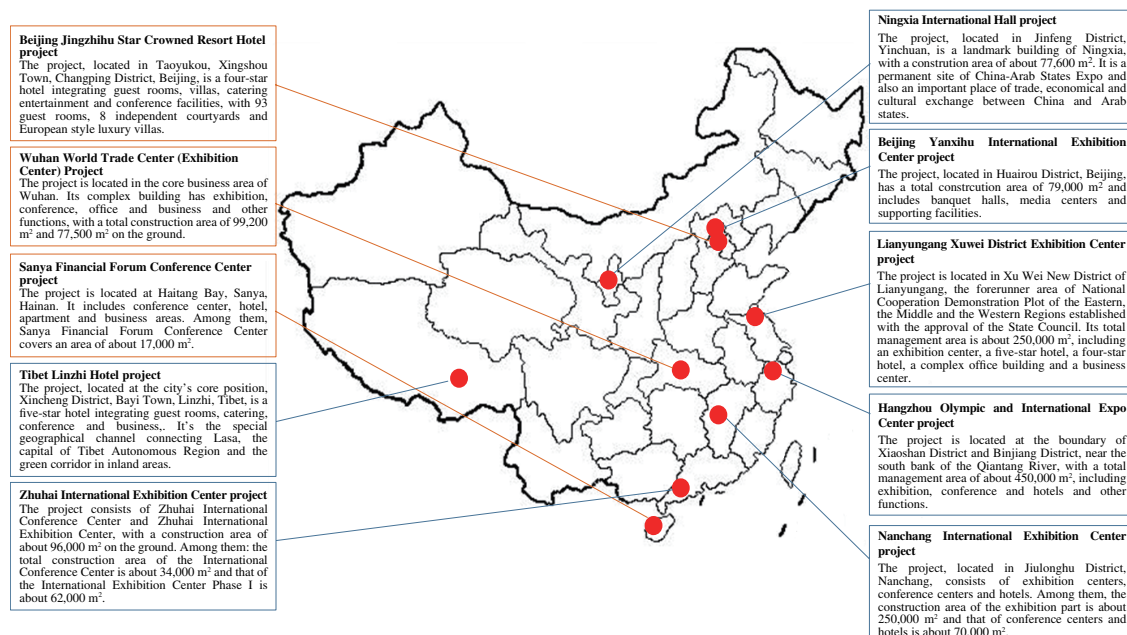 Beijing Jingzhihu Star Crowned Resort Hotel
project
The project, located in Taoyukou, Xingshou
Town, Changping District, Beijing, is a four-star
hotel integrating guest rooms, villas, catering
entertainment and conference facilities, with 93
guest rooms, 8 independent courtyards and
European style luxury villas.
Wuhan World Trade Center (Exhibition
Center) Project
The project is located in the core business area of
Wuhan. Its complex building has exhibition,
conference, office and business and other
functions, with a total construction area of 99,200
m² and 77,500 m² on the ground.
Sanya Financial Forum Conference Center
project
The project is located at Haitang Bay, Sanya,
Hainan. It includes conference center, hotel,
apartment and business areas. Among them,
Sanya Financial Forum Conference Center
covers an area of about 17,000 m².
Tibet Linzhi Hotel project
The project, located at the city's core position,
Xincheng District, Bayi Town, Linzhi, Tibet, is a
five-star hotel integrating guest rooms, catering,
conference and business,. It's the special
geographical channel connecting Lasa, the
capital of Tibet Autonomous Region and the
green corridor in inland areas.
Zhuhai International Exhibition Center project
The project consists of Zhuhai International
Conference Center and Zhuhai International
Exhibition Center, with a construction area of
about 96,000 m² on the ground. Among them: the
total construction area of the International
Conference Center is about 34,000 m² and that of
the International Exhibition Center Phase I is
about 62,000 m².
Ningxia International Hall project
The project, located in Jinfeng District,
Yinchuan, is a landmark building of Ningxia,
with a constrution area of about 77,600 m². It is a
permanent site of China-Arab States Expo and
also an important place of trade, economical and
cultural exchange between China and Arab
states.
Beijing Yanxihu International Exhibition
Center project
The project, located in Huairou District, Beijing,
has a total constrcution area of 79,000 m² and
includes banquet halls, media centers and
supporting facilities.
Lianyungang Xuwei District Exhibition Center
project
The project is located in Xu Wei New District of
Lianyungang, the forerunner area of National
Cooperation Demonstration Plot of the Eastern,
the Middle and the Western Regions established
with the approval of the State Council. Its total
management area is about 250,000 m², including
an exhibition center, a five-star hotel, a four-star
hotel, a complex office building and a business
center.
Hangzhou Olympic and International Expo
Center project
The project is located at the boundary of
Xiaoshan District and Binjiang District, near the
south bank of the Qiantang River, with a total
management area of about 450,000 m², including
exhibition, conference and hotels and other
functions.
Nanchang International Exhibition Center
project
The project, located in Jiulonghu District,
Nanchang, consists of exhibition centers,
conference centers and hotels. Among them, the
construction area of the exhibition part is about
250,000 m² and that of conference centers and
hotels is about 70,000 m².